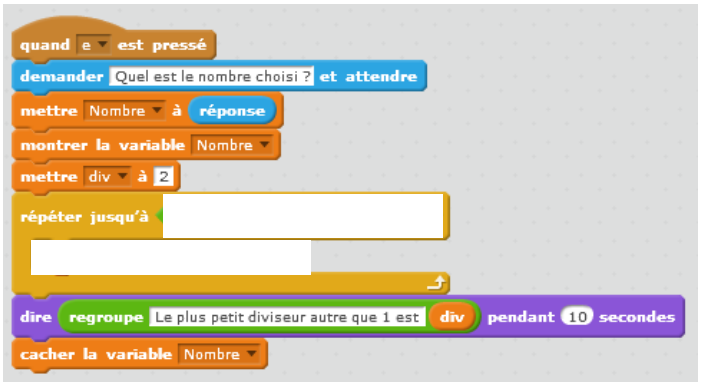 quand e est pressé
demander Quel est le nombre choisi ? et attendre
mettre Nombre à réponse
montrer la variable Nombre
mettre div à 2
répéter jusqu'à
dire regroupe Le plus petit diviseur autre que 1 est div pendant 10 secondes
cacher la variable Nombre